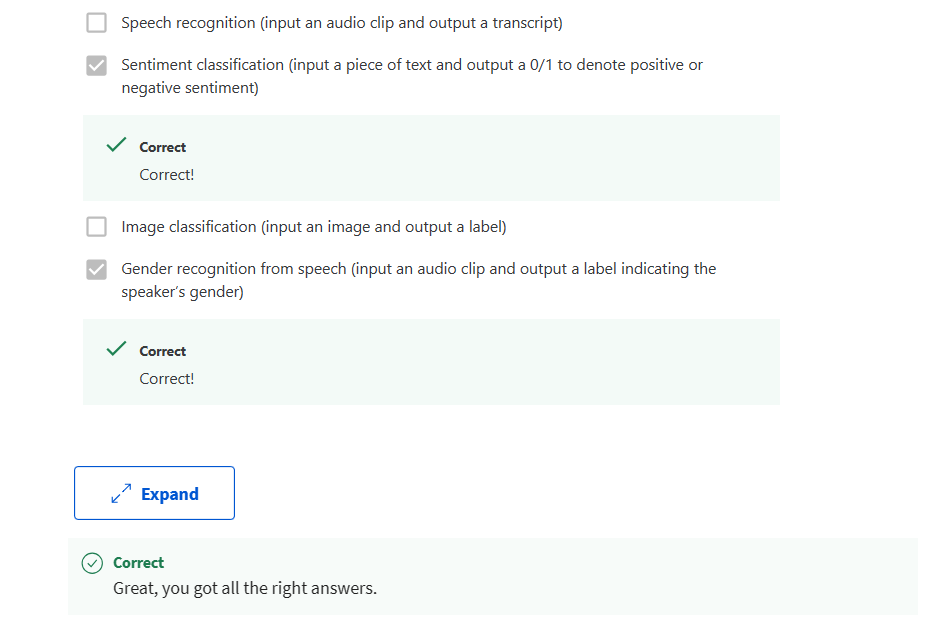 Speech recognition (input an audio clip and output a transcript)
Sentiment classification (input a piece of text and output a 0/1 to denote positive or
negative sentiment)
Correct
Correct!
Image classification (input an image and output a label)
Gender recognition from speech (input an audio clip and output a label indicating the
speaker’s gender)
Correct
Correct!
Expand
Correct
Great, you got all the right answers.